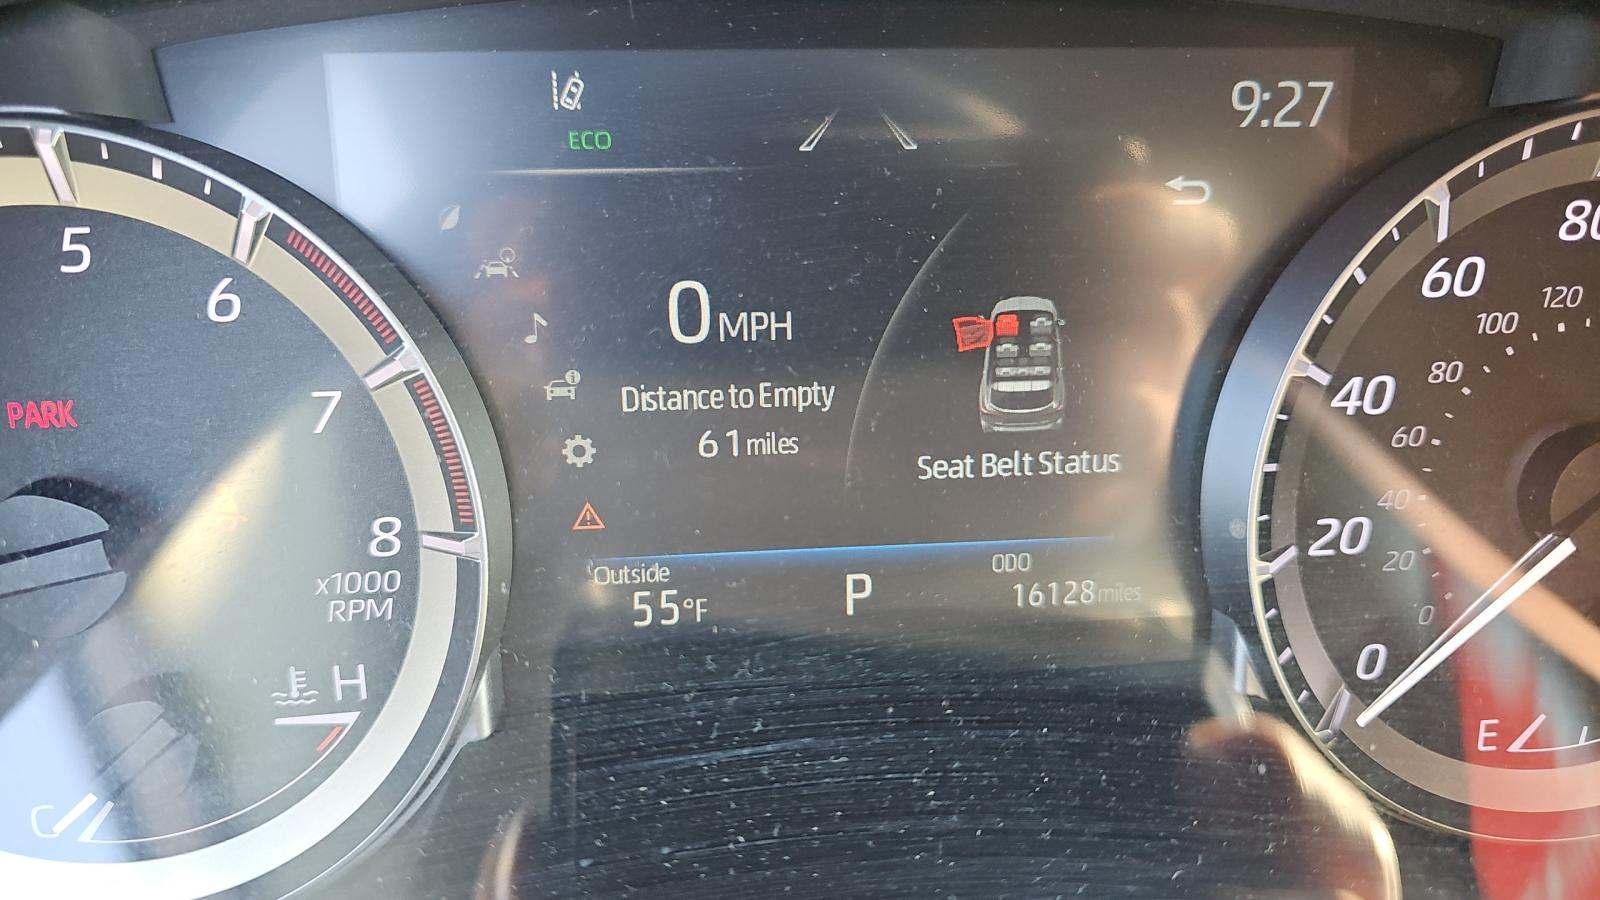 9:27
ECO
5
6
7
8
x1000
RPM
PARK
H
C
0 MPH
Distance to Empty
61 miles
Seat Belt Status
Outside
55°F
P
ODO
16128 miles
80
60
40
20
0
120
100
80
60
40
20
0
E